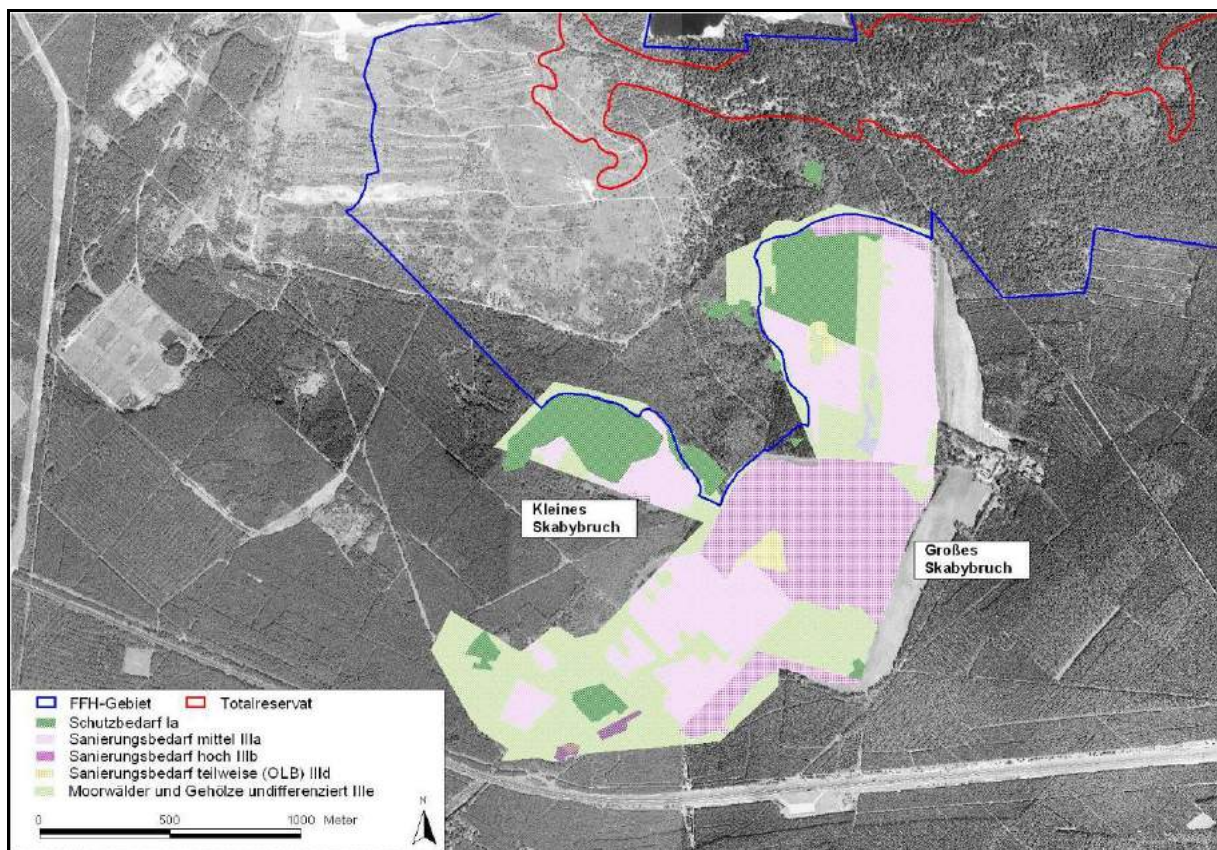 Kleines
Skabybruch
Großes
Skabybruch
FFH-Gebiet Totalreservat
Schutzbedarf Ia
Sanierungsbedarf mittel IIIa
Sanierungsbedarf hoch IIIb
Sanierungsbedarf teilweise (OLB) IIId
Moorwälder und Gehölze undifferenziert IIIe
0 500 1000 Meter
N